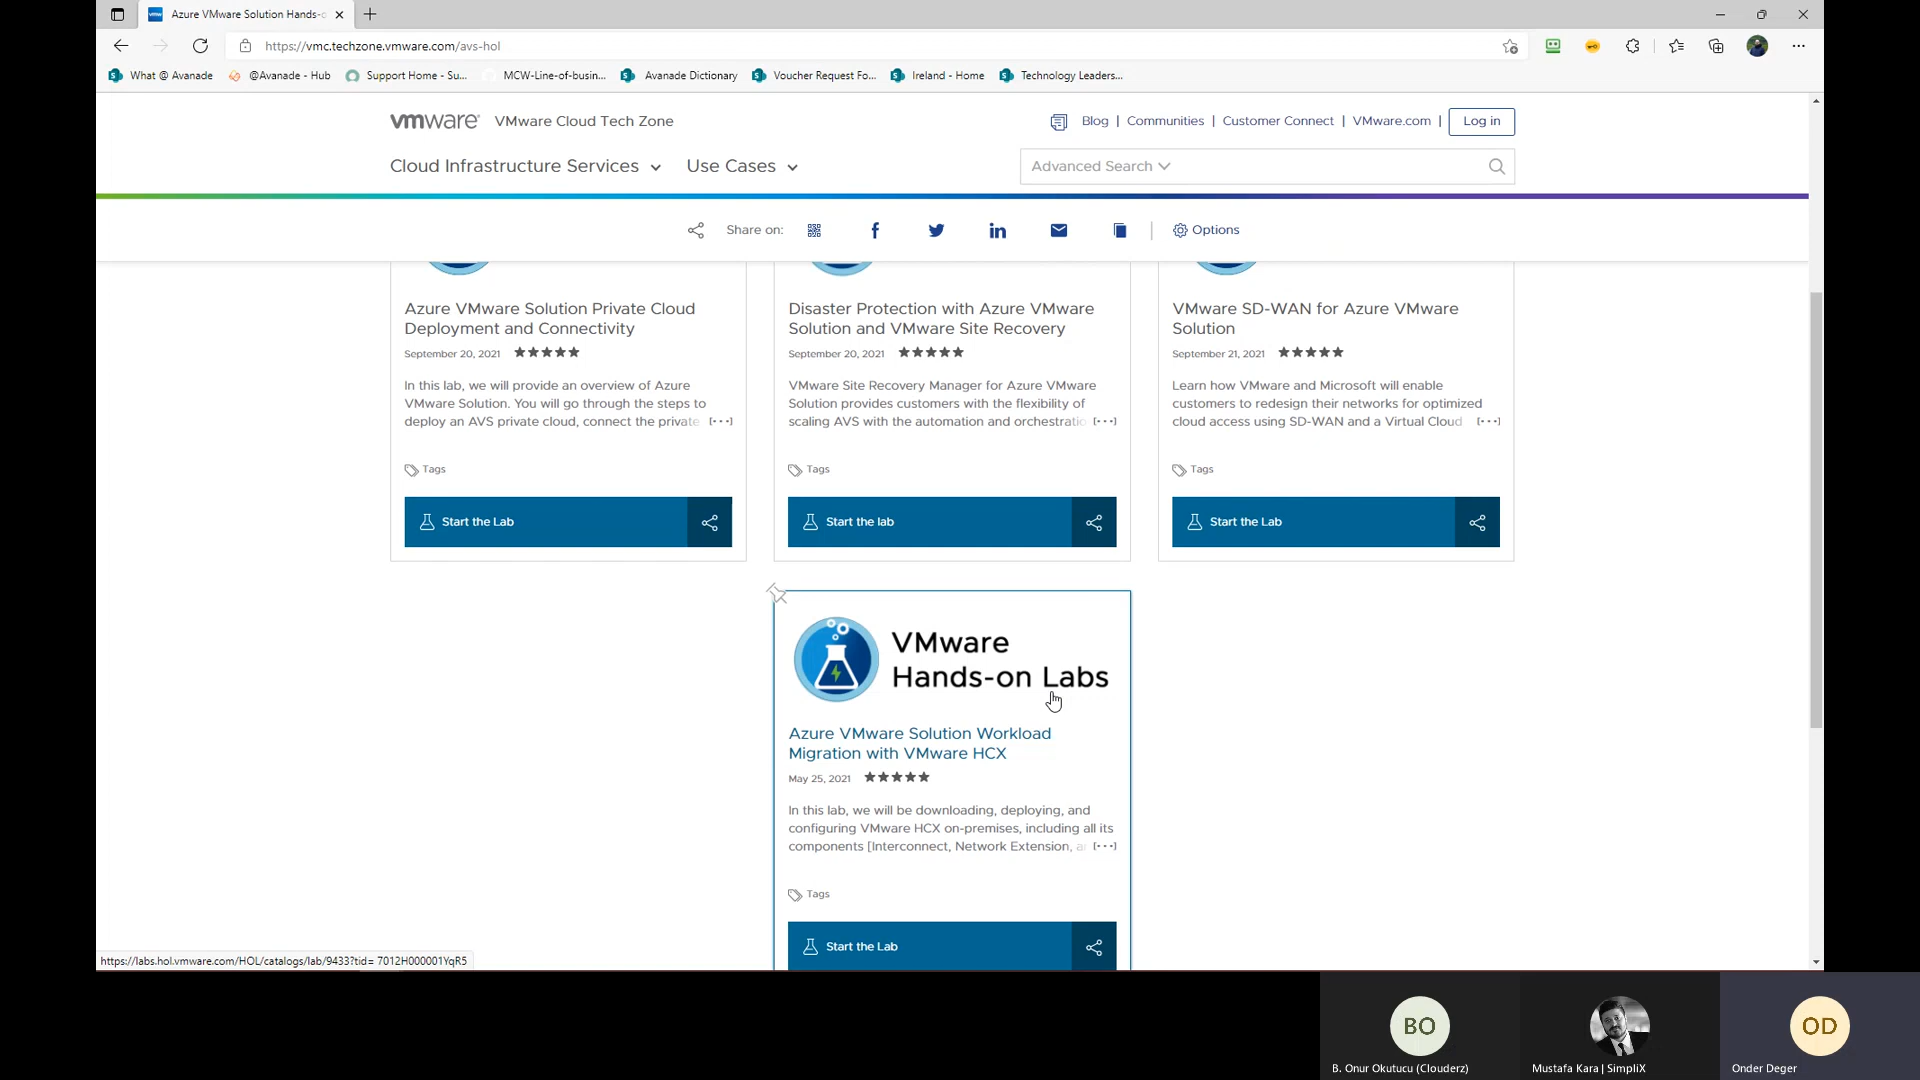 vmw
Azure VMware Solution Hands-o
https://vmc.techzone.vmware.com/avs-hol
What @ Avanade
@Avanade - Hub
Support Home - Su...
MCW-Line-of-busin...
Avanade Dictionary
Voucher Request Fo...
Ireland - Home
Technology Leaders...
vmware
VMware Cloud Tech Zone
Blog | Communities | Customer Connect | VMware.com |
Log in
Cloud Infrastructure Services
Use Cases
Advanced Search
Share on:
Options
Azure VMware Solution Private Cloud
Deployment and Connectivity
September 20, 2021
In this lab, we will provide an overview of Azure
VMware Solution. You will go through the steps to
deploy an AVS private cloud, connect the private [···]
Tags
Start the Lab
Disaster Protection with Azure VMware
Solution and VMware Site Recovery
September 20, 2021
VMware Site Recovery Manager for Azure VMware
Solution provides customers with the flexibility of
scaling AVS with the automation and orchestratio [···]
Tags
Start the lab
VMware SD-WAN for Azure VMware
Solution
September 21, 2021
Learn how VMware and Microsoft will enable
customers to redesign their networks for optimized
cloud access using SD-WAN and a Virtual Cloud [···]
Tags
Start the Lab
VMware
Hands-on Labs
Azure VMware Solution Workload
Migration with VMware HCX
May 25, 2021
In this lab, we will be downloading, deploying, and
configuring VMware HCX on-premises, including all its
components [Interconnect, Network Extension, a [···]
Tags
Start the Lab
https://labs.hol.vmware.com/HOL/catalogs/lab/9433?tid= 7012H000001YqR5
BO
B. Onur Okutucu (Clouderz)
Mustafa Kara | SimpliX
OD
Onder Deger